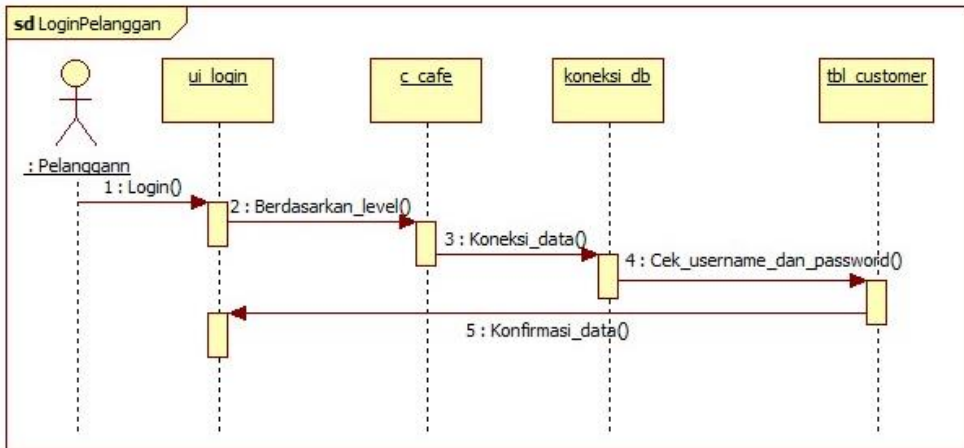 sd LoginPelanggan
ui_login
c_cafe
koneksi_db
tbl_customer
: Pelanggann
1 : Login()
2 : Berdasarkan_level()
3 : Koneksi_data()
4 : Cek_username_dan_password()
5 : Konfirmasi_data()